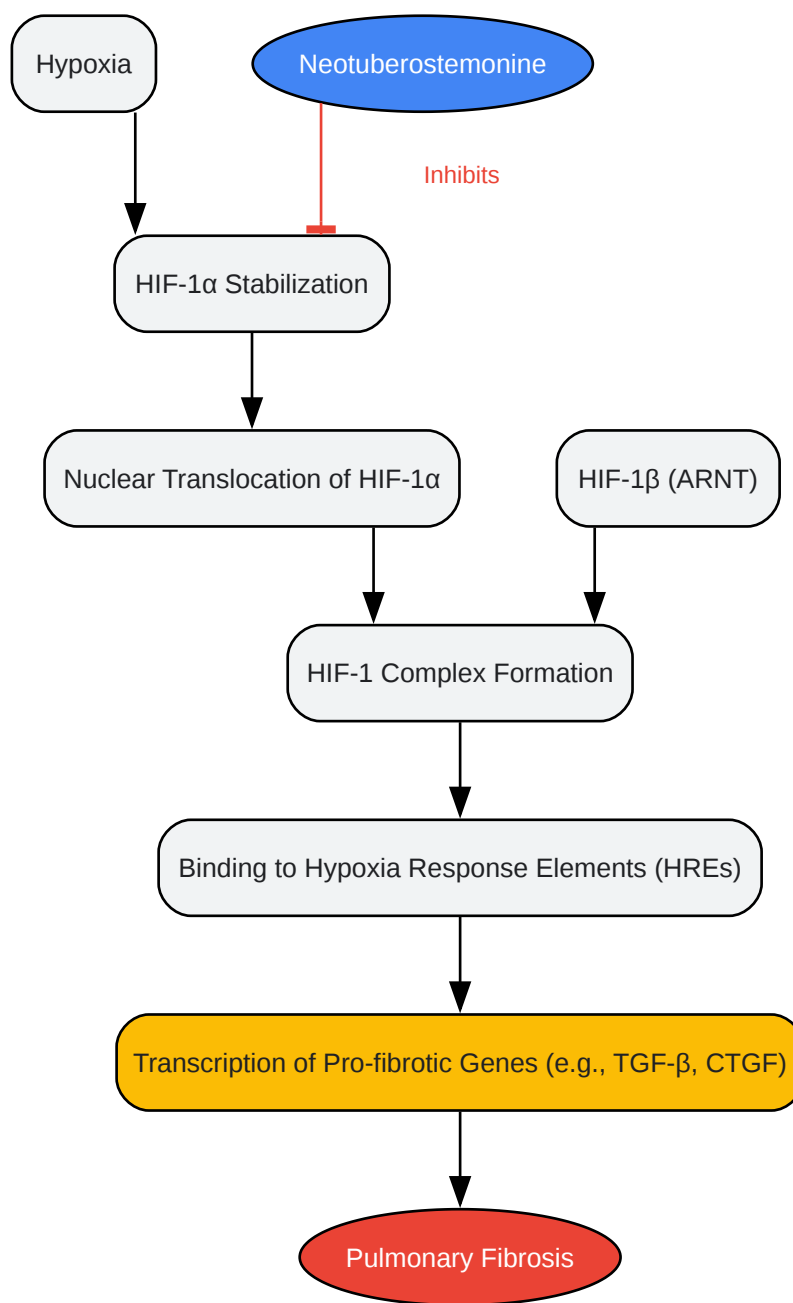 Hypoxia
Neotuberostemonine
Inhibits
HIF-1α Stabilization
Nuclear Translocation of HIF-1α
HIF-1β (ARNT)
HIF-1 Complex Formation
Binding to Hypoxia Response Elements (HREs)
Transcription of Pro-fibrotic Genes (e.g., TGF-β, CTGF)
Pulmonary Fibrosis